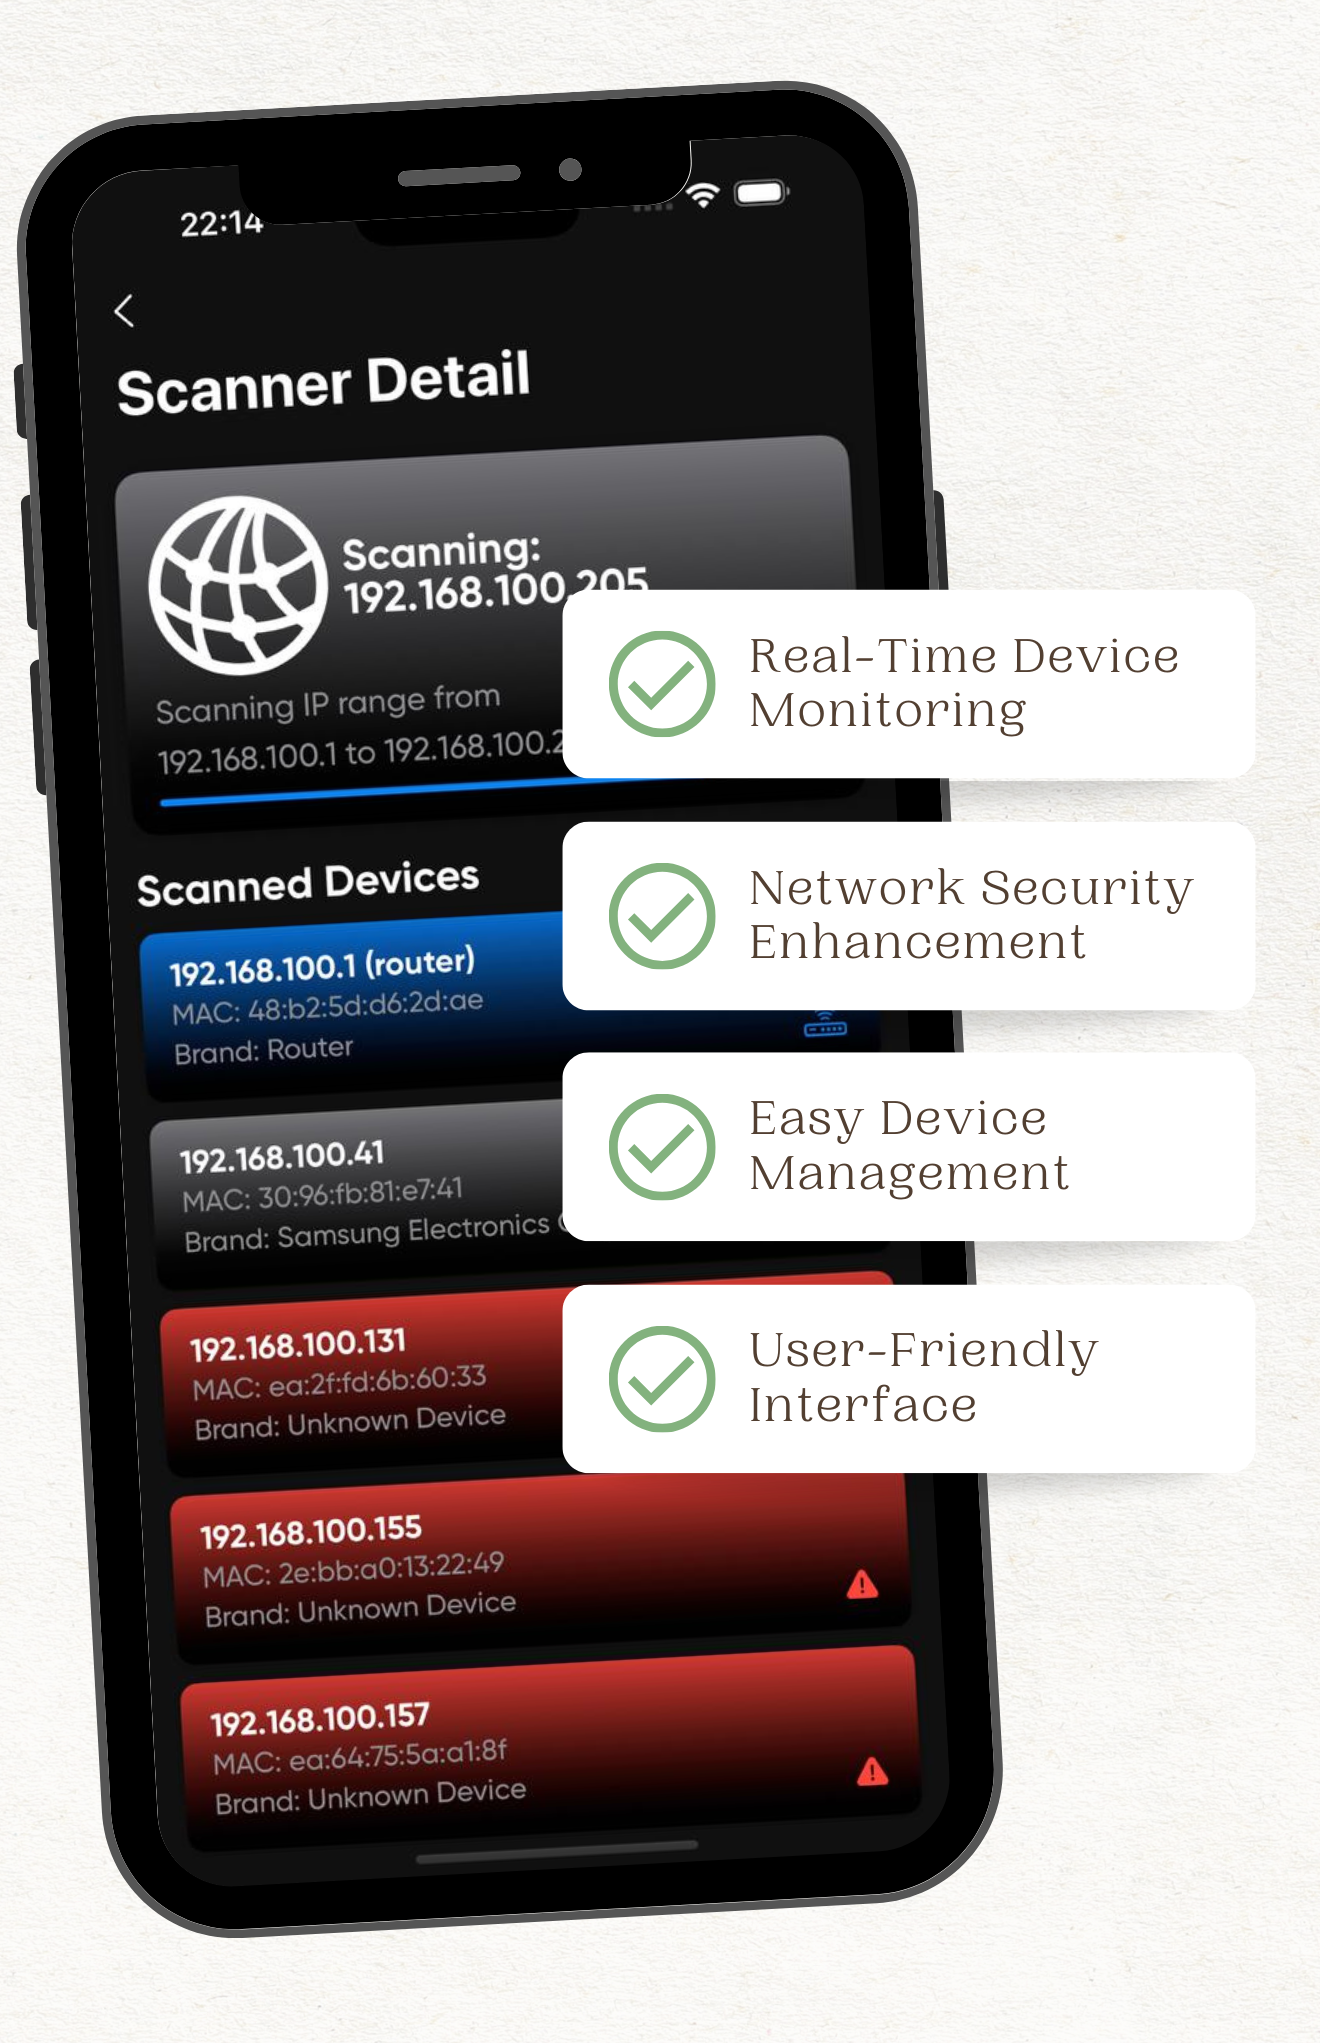 22:14
Scanner Detail
Scanning:
192.168.100.205
Scanning IP range from
192.168.100.1 to 192.168.100.2
Real-Time Device
Monitoring
Scanned Devices
192.168.100.1 (router)
MAC: 48:b2:5d:d6:2d:ae
Brand: Router
Network Security
Enhancement
192.168.100.41
MAC: 30:96:fb:81:e7:41
Brand: Samsung Electronics
Easy Device
Management
192.168.100.131
MAC: ea:2f:fd:6b:60:33
Brand: Unknown Device
User-Friendly
Interface
192.168.100.155
MAC: 2e:bb:a0:13:22:49
Brand: Unknown Device
192.168.100.157
MAC: ea:64:75:5a:a1:8f
Brand: Unknown Device